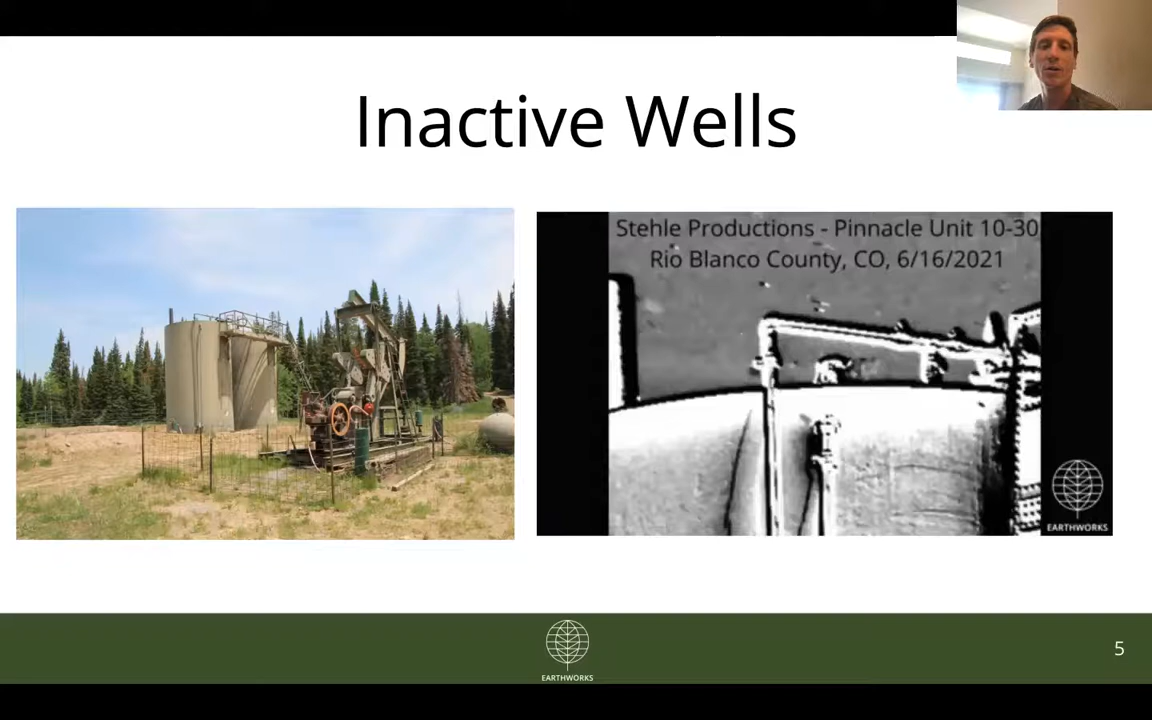 Inactive Wells
Stehle Productions - Pinnacle Unit 10-30
Rio Blanco County, CO, 6/16/2021
EARTHWORKS
EARTHWORKS
5